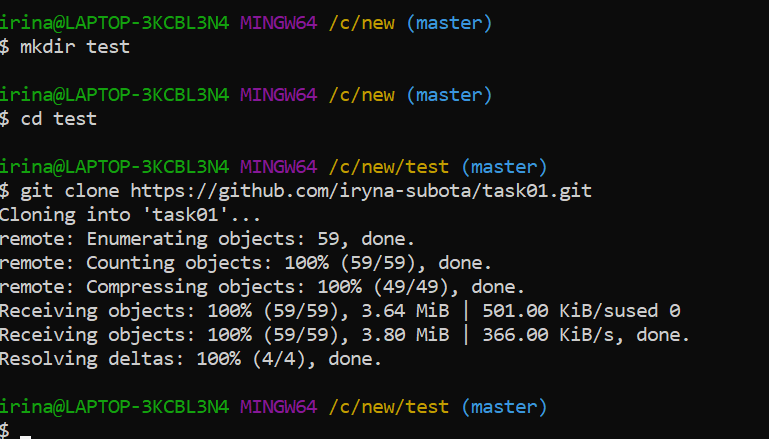 irina@LAPTOP-3KCBL3N4 MINGW64 /c/new (master)
$ mkdir test
irina@LAPTOP-3KCBL3N4 MINGW64 /c/new (master)
$ cd test
irina@LAPTOP-3KCBL3N4 MINGW64 /c/new/test (master)
$ git clone https://github.com/iryna-subota/task01.git
Cloning into 'task01'...
remote: Enumerating objects: 59, done.
remote: Counting objects: 100% (59/59), done.
remote: Compressing objects: 100% (49/49), done.
Receiving objects: 100% (59/59), 3.64 MiB | 501.00 KiB/sused 0
Receiving objects: 100% (59/59), 3.80 MiB | 366.00 KiB/s, done.
Resolving deltas: 100% (4/4), done.
irina@LAPTOP-3KCBL3N4 MINGW64 /c/new/test (master)
$